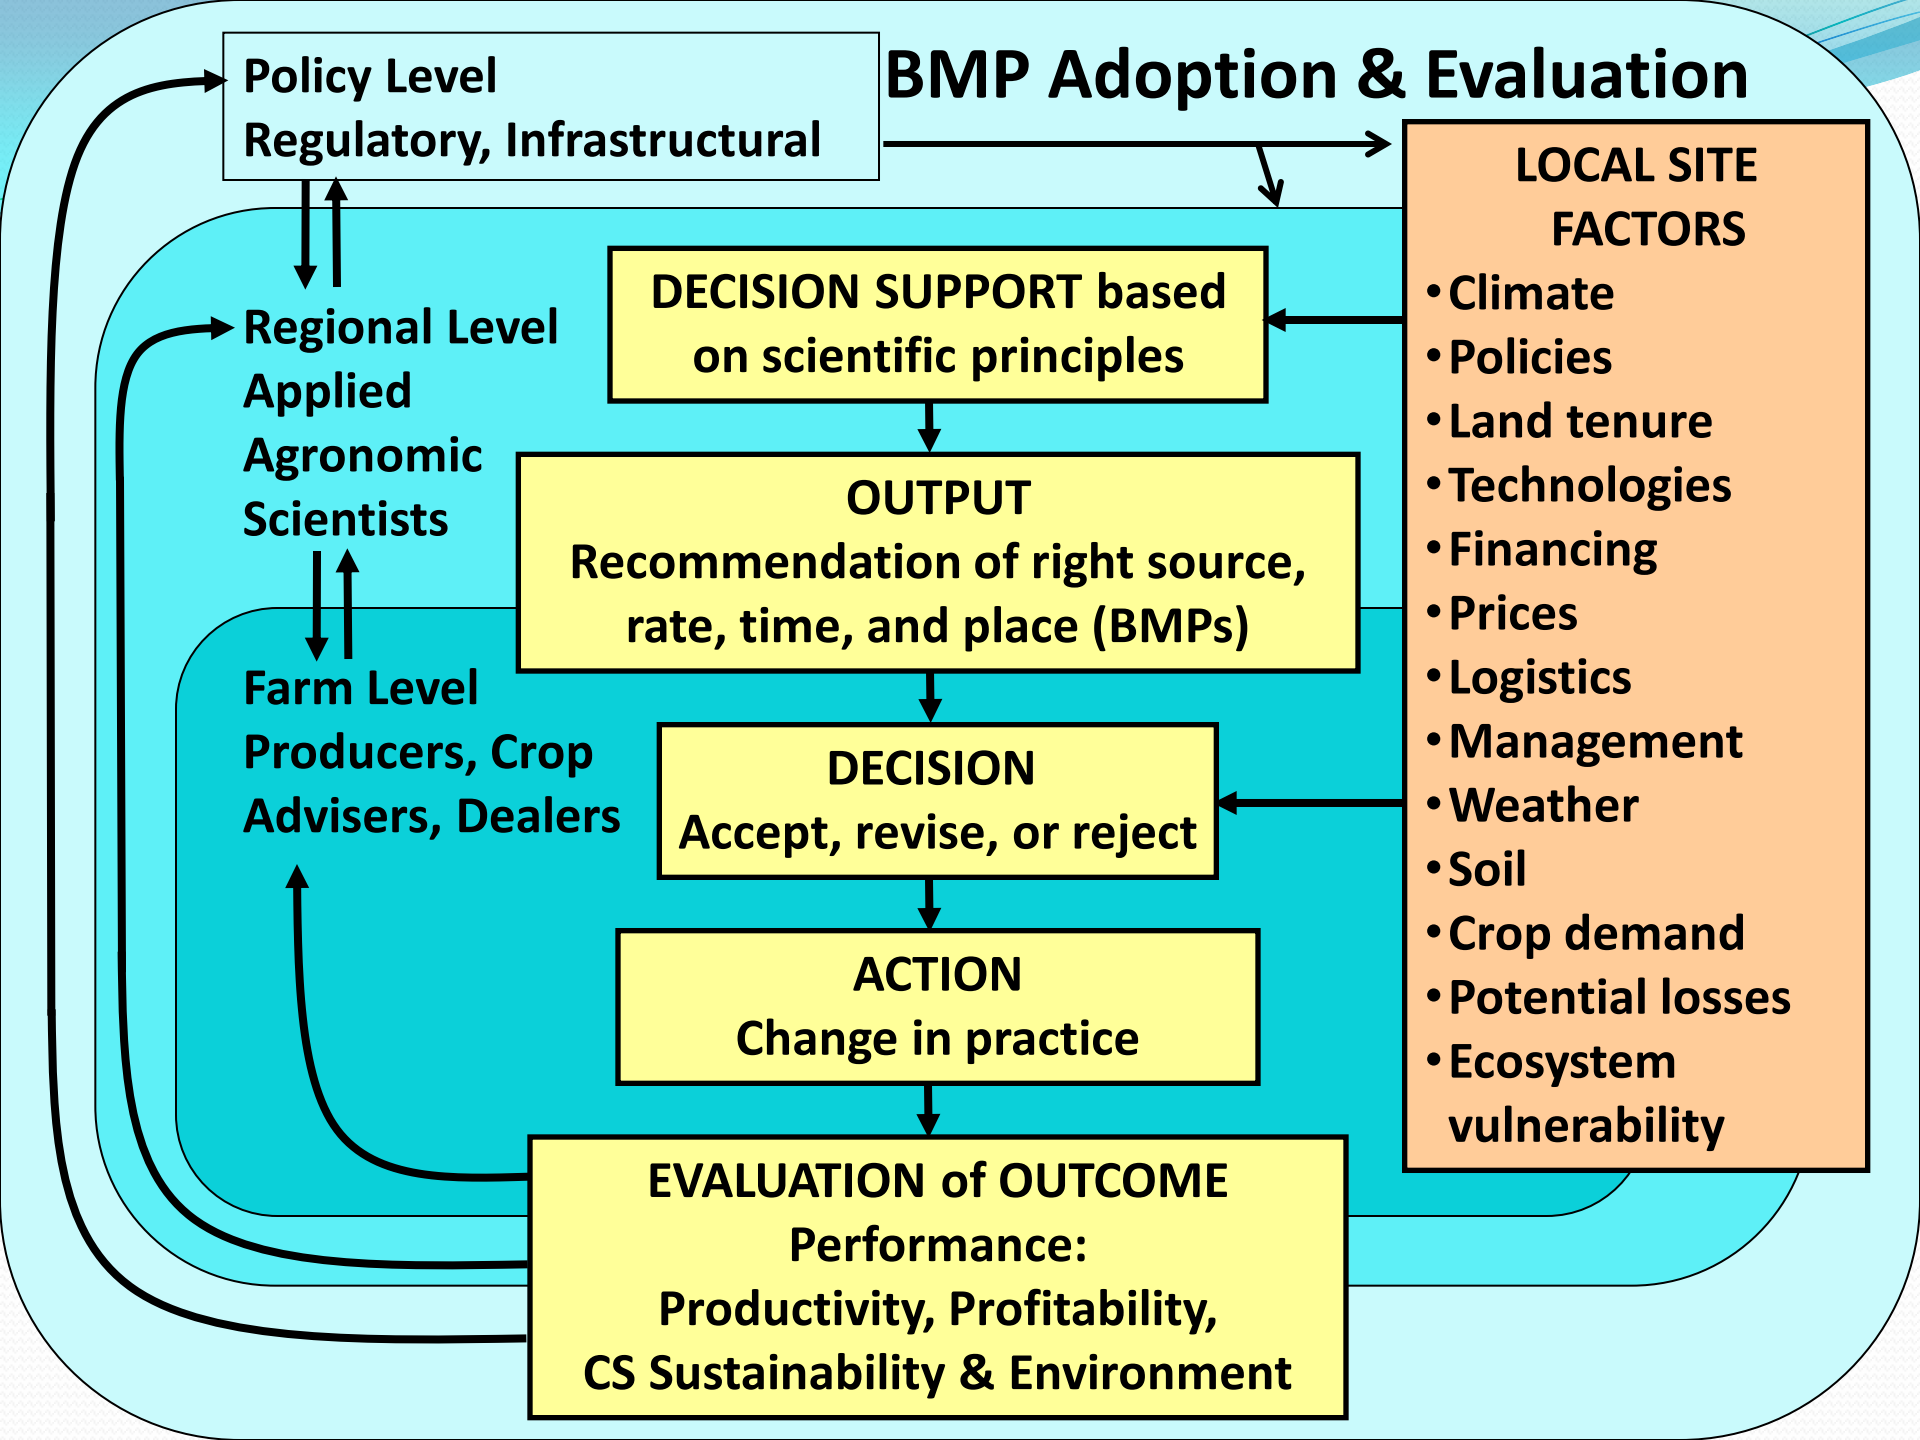 BMP Adoption & Evaluation
Policy Level
Regulatory, Infrastructural
Regional Level
Applied
Agronomic
Scientists
Farm Level
Producers, Crop
Advisers, Dealers
DECISION SUPPORT based
on scientific principles
OUTPUT
Recommendation of right source,
rate, time, and place (BMPs)
DECISION
Accept, revise, or reject
ACTION
Change in practice
EVALUATION of OUTCOME
Performance:
Productivity, Profitability,
CS Sustainability & Environment
LOCAL SITE
FACTORS
•Climate
•Policies
•Land tenure
•Technologies
•Financing
•Prices
•Logistics
•Management
•Weather
•Soil
•Crop demand
•Potential losses
•Ecosystem
vulnerability